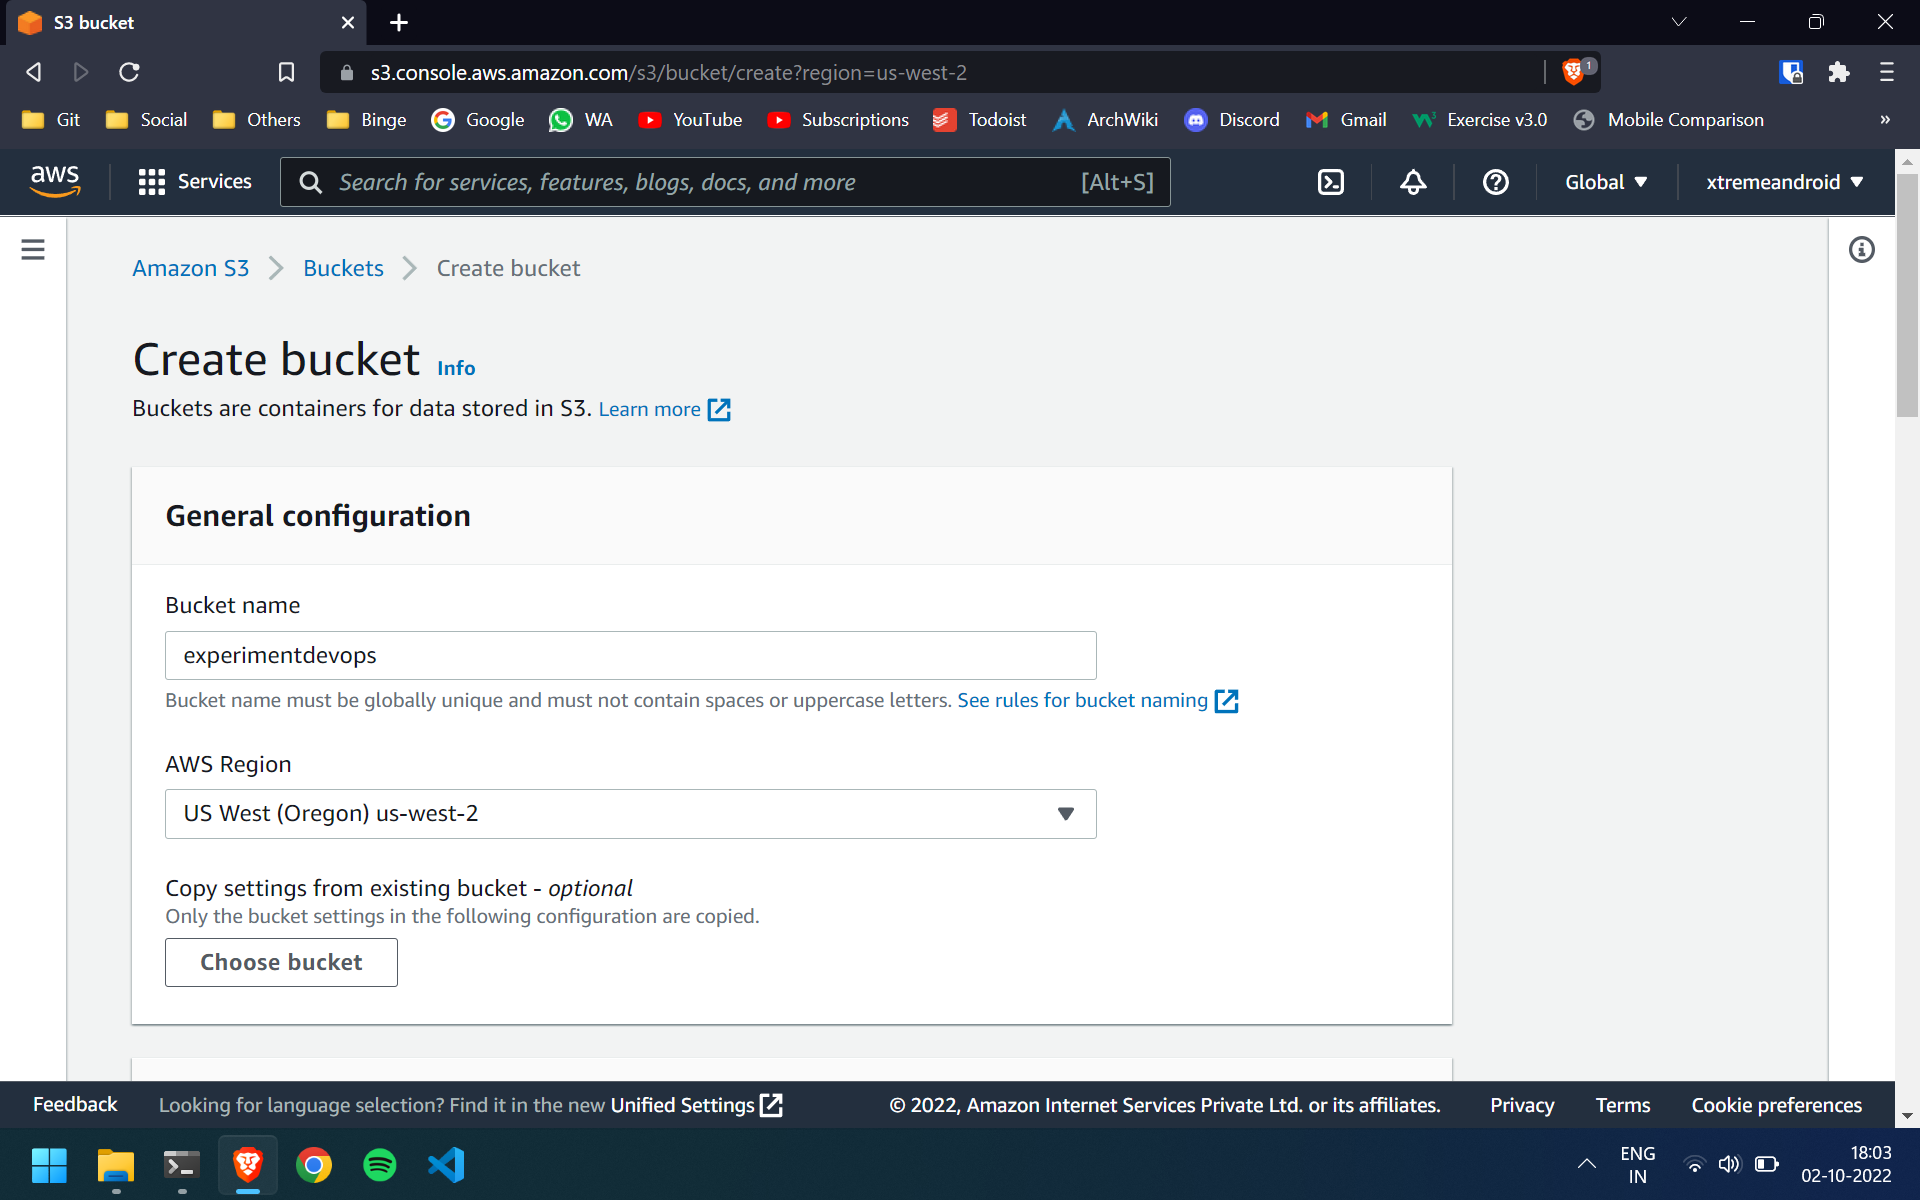 S3 bucket
s3.console.aws.amazon.com/s3/bucket/create?region=us-west-2
1
Git Social Others Binge Google WA YouTube Subscriptions Todoist ArchWiki Discord Gmail Exercise v3.0 Mobile Comparison »
aws Services Search for services, features, blogs, docs, and more [Alt+S] Global xtremeandroid
Amazon S3 Buckets Create bucket
Create bucket Info
Buckets are containers for data stored in S3. Learn more
General configuration
Bucket name
experimentdevops
Bucket name must be globally unique and must not contain spaces or uppercase letters. See rules for bucket naming
AWS Region
US West (Oregon) us-west-2
Copy settings from existing bucket - optional
Only the bucket settings in the following configuration are copied.
Choose bucket
Feedback Looking for language selection? Find it in the new Unified Settings © 2022, Amazon Internet Services Private Ltd. or its affiliates. Privacy Terms Cookie preferences
ENG 18:03
IN 02-10-2022